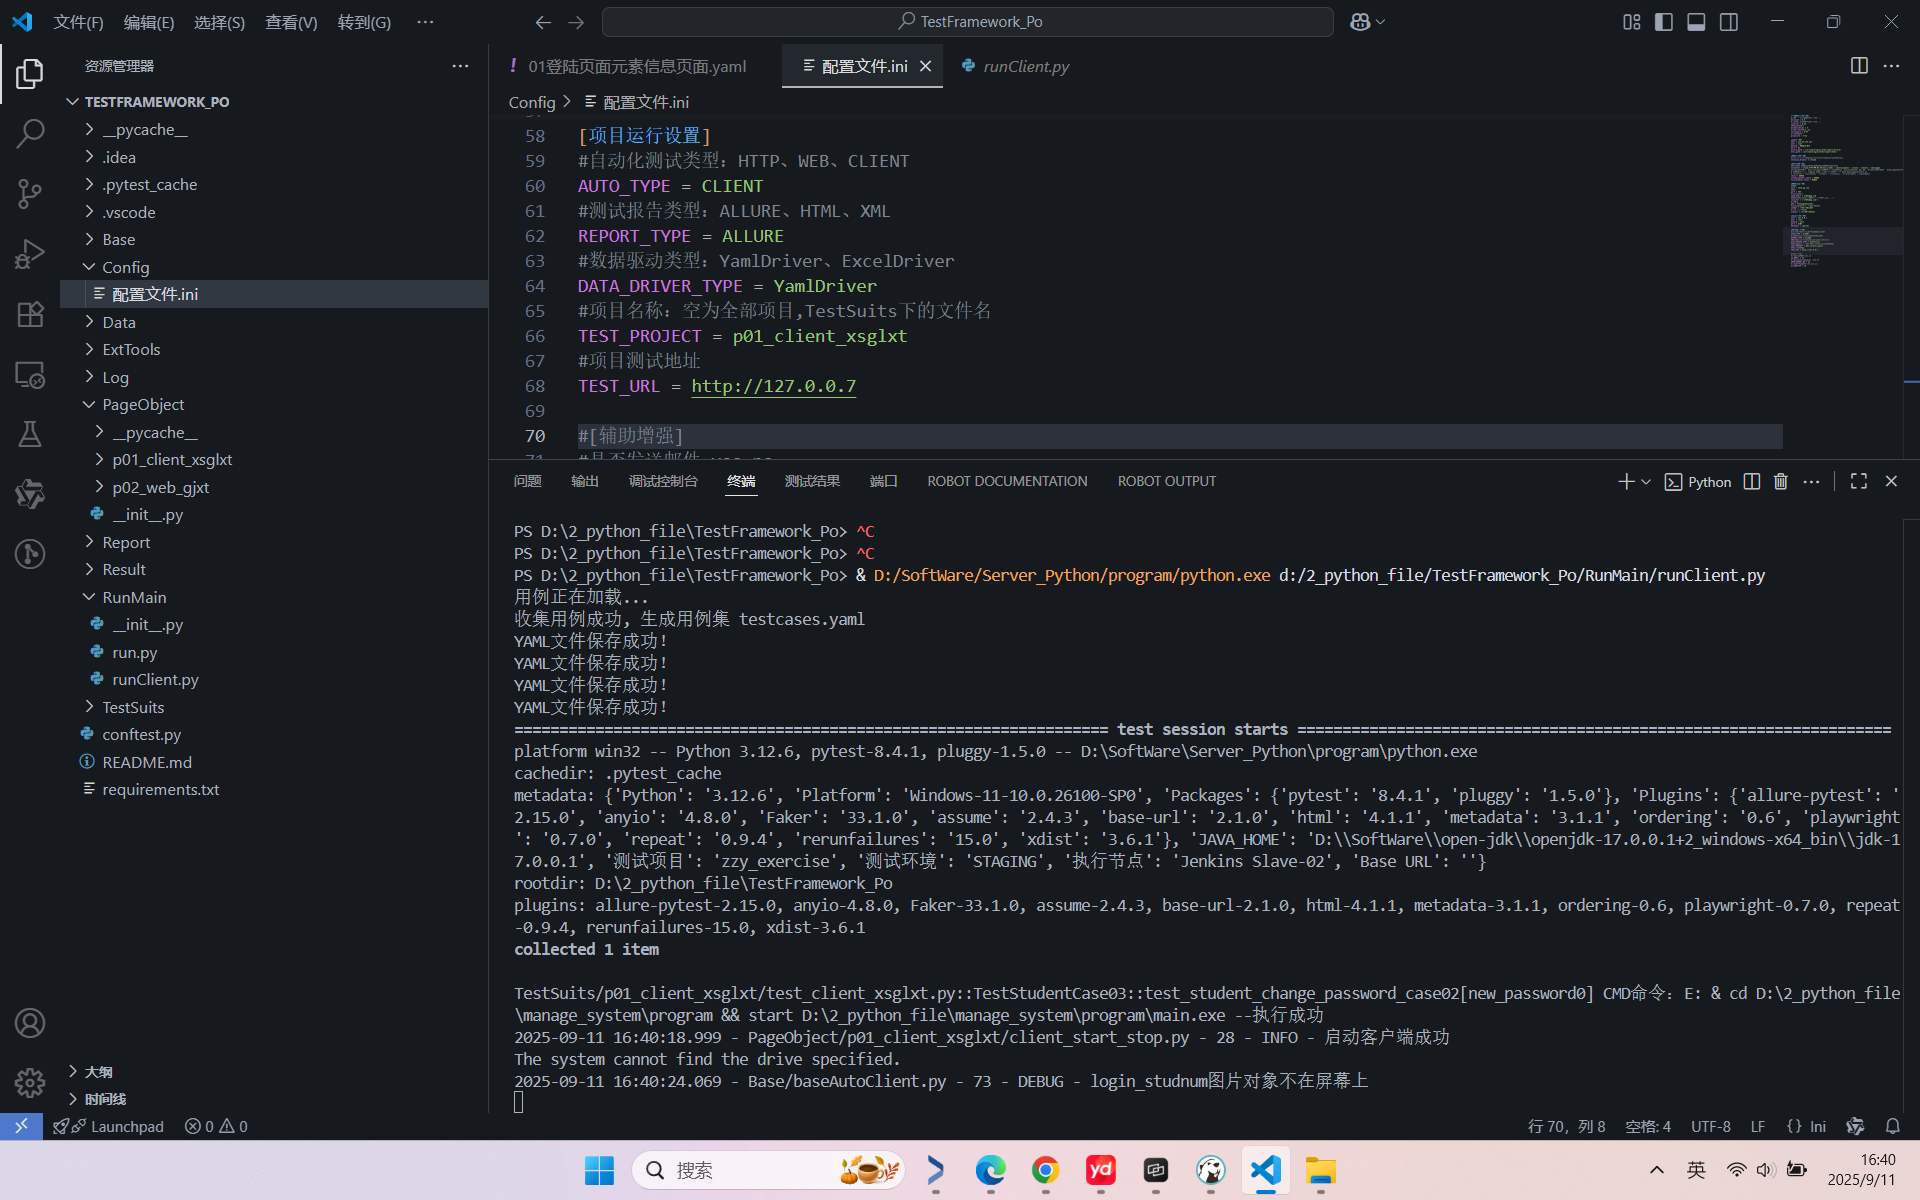 文件(F) 编辑(E) 选择(S) 查看(V) 转到(G) ···
TestFramework_Po
资源管理器
TESTFRAMEWORK_PO
__pycache__
.idea
.pytest_cache
.vscode
Base
Config
配置文件.ini
Data
ExtTools
Log
PageObject
__pycache__
p01_client_xsglxt
p02_web_gjxt
__init__.py
Report
Result
RunMain
__init__.py
run.py
runClient.py
TestSuits
conftest.py
README.md
requirements.txt
大纲
时间线
! 01登陆页面元素信息页面.yaml
配置文件.ini
runClient.py
Config > 配置文件.ini
58 [项目运行设置]
59 #自动化测试类型：HTTP、WEB、CLIENT
60 AUTO_TYPE = CLIENT
61 #测试报告类型：ALLURE、HTML、XML
62 REPORT_TYPE = ALLURE
63 #数据驱动类型：YamlDriver、ExcelDriver
64 DATA_DRIVER_TYPE = YamlDriver
65 #项目名称：空为全部项目,TestSuits下的文件名
66 TEST_PROJECT = p01_client_xsglxt
67 #项目测试地址
68 TEST_URL = http://127.0.0.7
69
70 #[辅助增强]
问题 输出 调试控制台 终端 测试结果 端口 ROBOT DOCUMENTATION ROBOT OUTPUT
Python
PS D:\2_python_file\TestFramework_Po> ^C
PS D:\2_python_file\TestFramework_Po> ^C
PS D:\2_python_file\TestFramework_Po> & D:/SoftWare/Server_Python/program/python.exe d:/2_python_file/TestFramework_Po/RunMain/runClient.py
用例正在加载...
收集用例成功, 生成用例集 testcases.yaml
YAML文件保存成功!
YAML文件保存成功!
YAML文件保存成功!
YAML文件保存成功!
================================================================== test session starts ==================================================================
platform win32 -- Python 3.12.6, pytest-8.4.1, pluggy-1.5.0 -- D:\SoftWare\Server_Python\program\python.exe
cachedir: .pytest_cache
metadata: {'Python': '3.12.6', 'Platform': 'Windows-11-10.0.26100-SP0', 'Packages': {'pytest': '8.4.1', 'pluggy': '1.5.0'}, 'Plugins': {'allure-pytest': '
2.15.0', 'anyio': '4.8.0', 'Faker': '33.1.0', 'assume': '2.4.3', 'base-url': '2.1.0', 'html': '4.1.1', 'metadata': '3.1.1', 'ordering': '0.6', 'playwright
': '0.7.0', 'repeat': '0.9.4', 'rerunfailures': '15.0', 'xdist': '3.6.1'}, 'JAVA_HOME': 'D:\\SoftWare\\open-jdk\\openjdk-17.0.0.1+2_windows-x64_bin\\jdk-1
7.0.0.1', '测试项目': 'zzy_exercise', '测试环境': 'STAGING', '执行节点': 'Jenkins Slave-02', 'Base URL': ''}
rootdir: D:\2_python_file\TestFramework_Po
plugins: allure-pytest-2.15.0, anyio-4.8.0, Faker-33.1.0, assume-2.4.3, base-url-2.1.0, html-4.1.1, metadata-3.1.1, ordering-0.6, playwright-0.7.0, repeat
-0.9.4, rerunfailures-15.0, xdist-3.6.1
collected 1 item
TestSuits/p01_client_xsglxt/test_client_xsglxt.py::TestStudentCase03::test_student_change_password_case02[new_password0] CMD命令：E: & cd D:\2_python_file
\manage_system\program && start D:\2_python_file\manage_system\program\main.exe --执行成功
2025-09-11 16:40:18.999 - PageObject/p01_client_xsglxt/client_start_stop.py - 28 - INFO - 启动客户端成功
The system cannot find the drive specified.
2025-09-11 16:40:24.069 - Base/baseAutoClient.py - 73 - DEBUG - login_studnum图片对象不在屏幕上
Launchpad 0 0
行 70，列 8 空格: 4 UTF-8 LF {} Ini
搜索
yd
英
16:40
2025/9/11